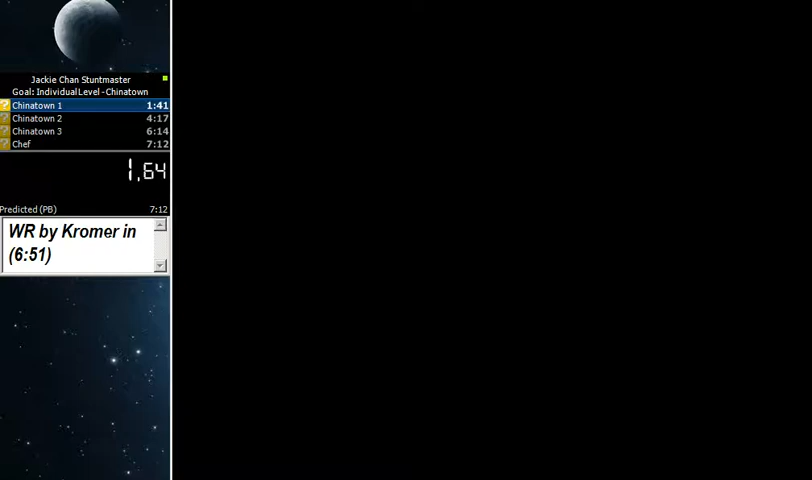 Jackie Chan Stuntmaster
Goal: Individual Level - Chinatown
Chinatown 1 1:41
Chinatown 2 4:17
Chinatown 3 6:14
Chef 7:12
1.64
Predicted (PB) 7:12
WR by Kromer in
(6:51)